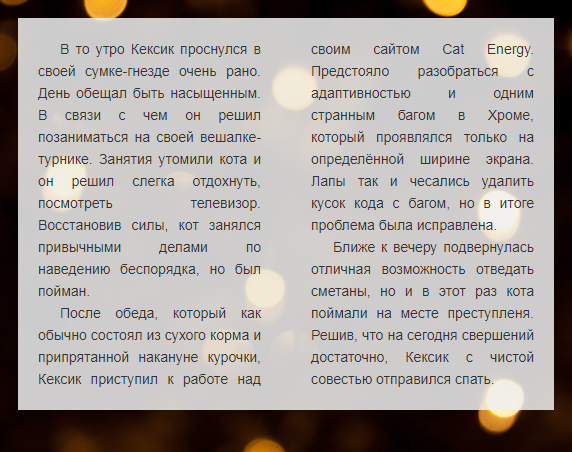 В то утро Кексик проснулся в
своей сумке-гнезде очень рано.
День обещал быть насыщенным.
В связи с чем он решил
позаниматься на своей вешалке-
турнике. Занятия утомили кота и
он решил слегка отдохнуть,
посмотреть телевизор.
Восстановив силы, кот занялся
привычными делами по
наведению беспорядка, но был
пойман.
После обеда, который как
обычно состоял из сухого корма и
припрятанной накануне курочки,
Кексик приступил к работе над
своим сайтом Cat Energy.
Предстояло разобраться с
адаптивностью и одним
странным багом в Хроме,
который проявлялся только на
определённой ширине экрана.
Лапы так и чесались удалить
кусок кода с багом, но в итоге
проблема была исправлена.
Ближе к вечеру подвернулась
отличная возможность отведать
сметаны, но и в этот раз кота
поймали на месте преступленя.
Решив, что на сегодня свершений
достаточно, Кексик с чистой
совестью отправился спать.